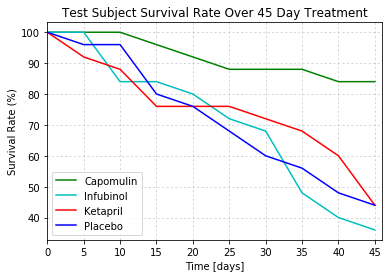 Test Subject Survival Rate Over 45 Day Treatment
100
90
80
70
60
50
40
Survival Rate (%)
Capomulin
Infubinol
Ketapril
Placebo
0 5 10 15 20 25 30 35 40 45
Time [days]